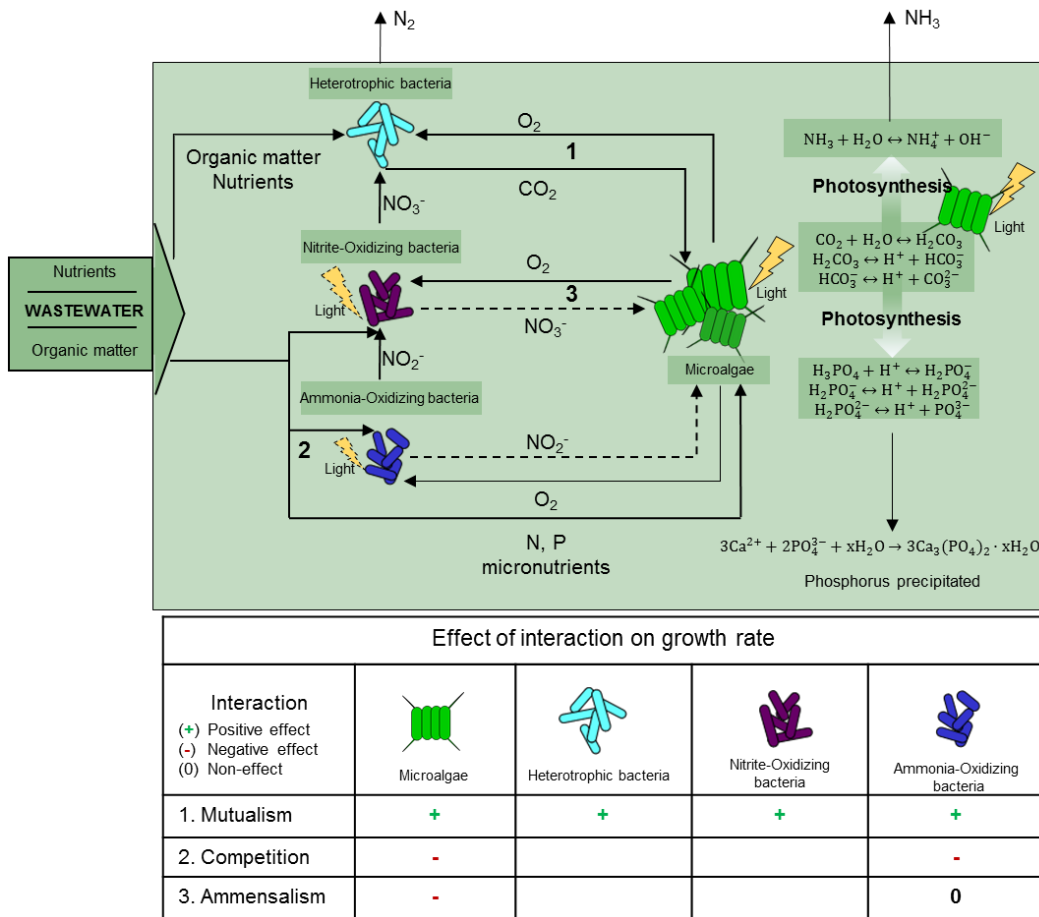 N₂
NH₃
Heterotrophic bacteria
O₂
1
CO₂
Organic matter
Nutrients
NO₃⁻
NH₃ + H₂O ↔ NH₄⁺ + OH⁻
Photosynthesis
Light
CO₂ + H₂O ↔ H₂CO₃
H₂CO₃ ↔ H⁺ + HCO₃⁻
HCO₃⁻ ↔ H⁺ + CO₃²⁻
Photosynthesis
H₃PO₄ + H⁺ ↔ H₂PO₄⁻
H₂PO₄⁻ ↔ H⁺ + H₂PO₄²⁻
H₂PO₄²⁻ ↔ H⁺ + PO₄³⁻
3Ca²⁺ + 2PO₄³⁻ + xH₂O → 3Ca₃(PO₄)₂ · xH₂O
Phosphorus precipitated
Nutrients
WASTEWATER
Organic matter
Nitrite-Oxidizing bacteria
Light
O₂
3
NO₃⁻
Light
Microalgae
NO₂⁻
Ammonia-Oxidizing bacteria
2
Light
NO₂⁻
O₂
N, P
micronutrients
Effect of interaction on growth rate
Interaction
(+) Positive effect
(-) Negative effect
(0) Non-effect
Microalgae
Heterotrophic bacteria
Nitrite-Oxidizing
bacteria
Ammonia-Oxidizing
bacteria
1. Mutualism + + + +
2. Competition - -
3. Ammensalism - 0